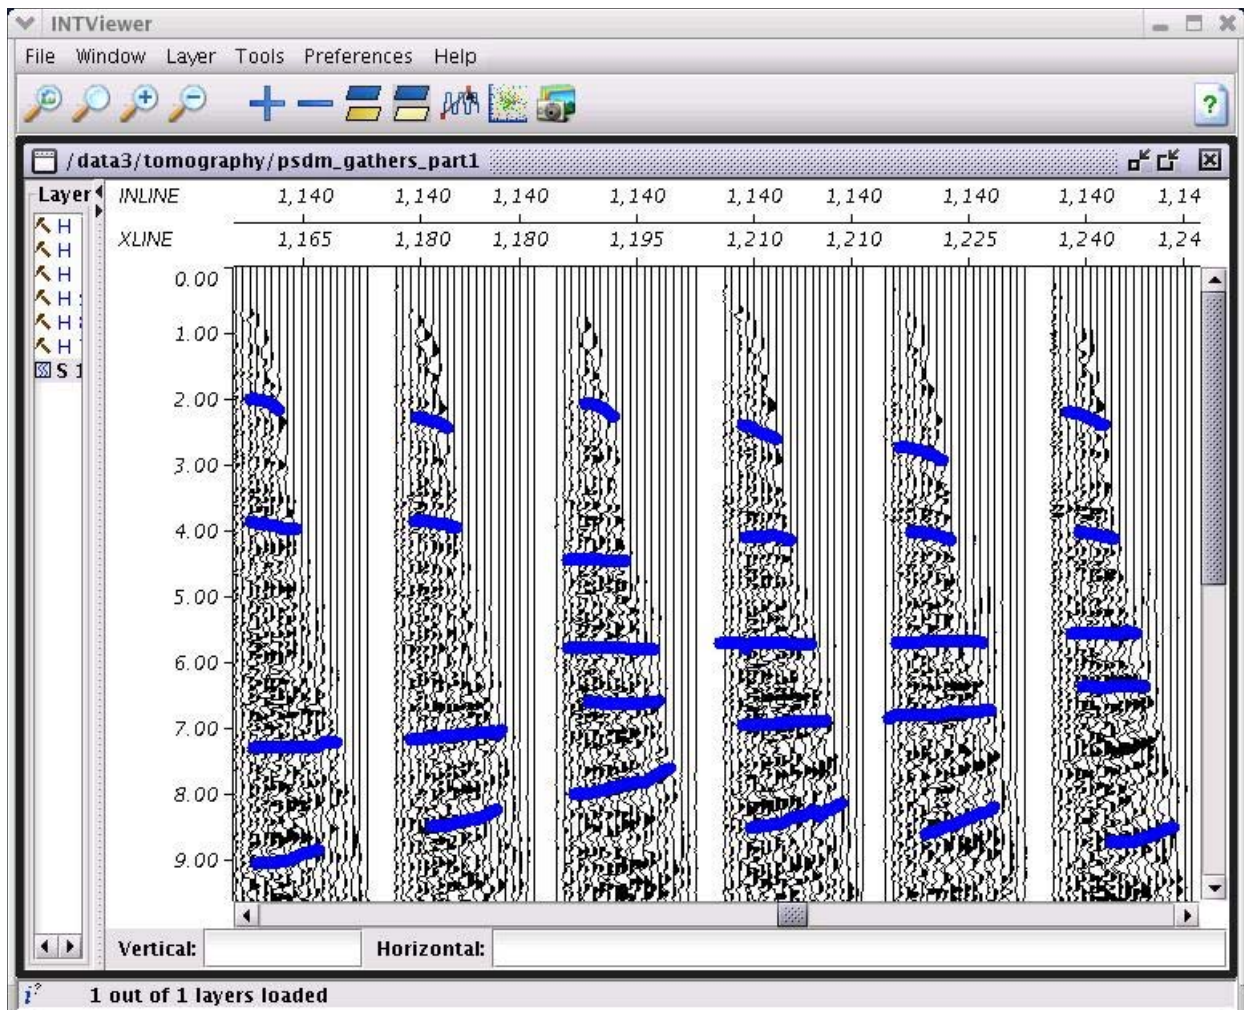 INTViewer
File Window Layer Tools Preferences Help
/data3/tomography/psdm_gathers_part1
Layer
INLINE 1,140 1,140 1,140 1,140 1,140 1,140 1,140 1,140 1,14
XLINE 1,165 1,180 1,180 1,195 1,210 1,210 1,225 1,240 1,24
H
H
H
H
H
H
S 1
0.00
1.00
2.00
3.00
4.00
5.00
6.00
7.00
8.00
9.00
Vertical: Horizontal:
1 out of 1 layers loaded